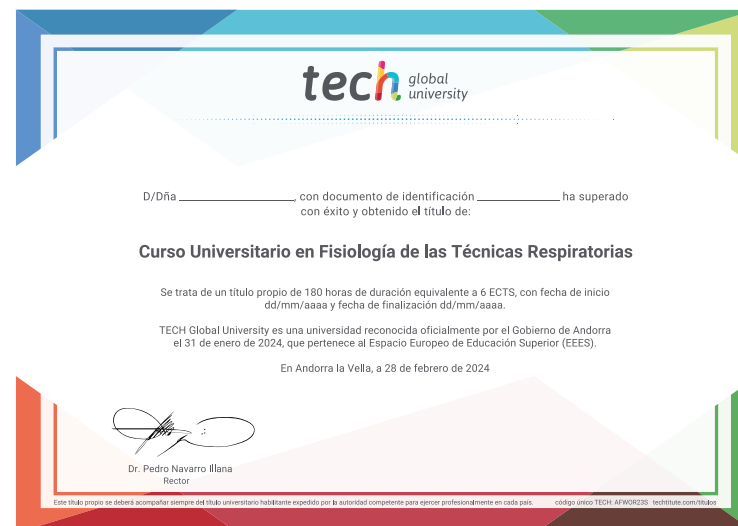 tech global
university
D/Dña ____________, con documento de identificación ____________ ha superado
con éxito y obtenido el título de:
Curso Universitario en Fisiología de las Técnicas Respiratorias
Se trata de un título propio de 180 horas de duración equivalente a 6 ECTS, con fecha de inicio
dd/mm/aaaa y fecha de finalización dd/mm/aaaa.
TECH Global University es una universidad reconocida oficialmente por el Gobierno de Andorra
el 31 de enero de 2024, que pertenece al Espacio Europeo de Educación Superior (EEES).
En Andorra la Vella, a 28 de febrero de 2024
Dr. Pedro Navarro Illana
Rector
Este título propio se deberá acompañar siempre del título universitario habilitante expedido por la autoridad competente para ejercer profesionalmente en cada país. código único TECH: AFWOR23S techtitute.com/titulos